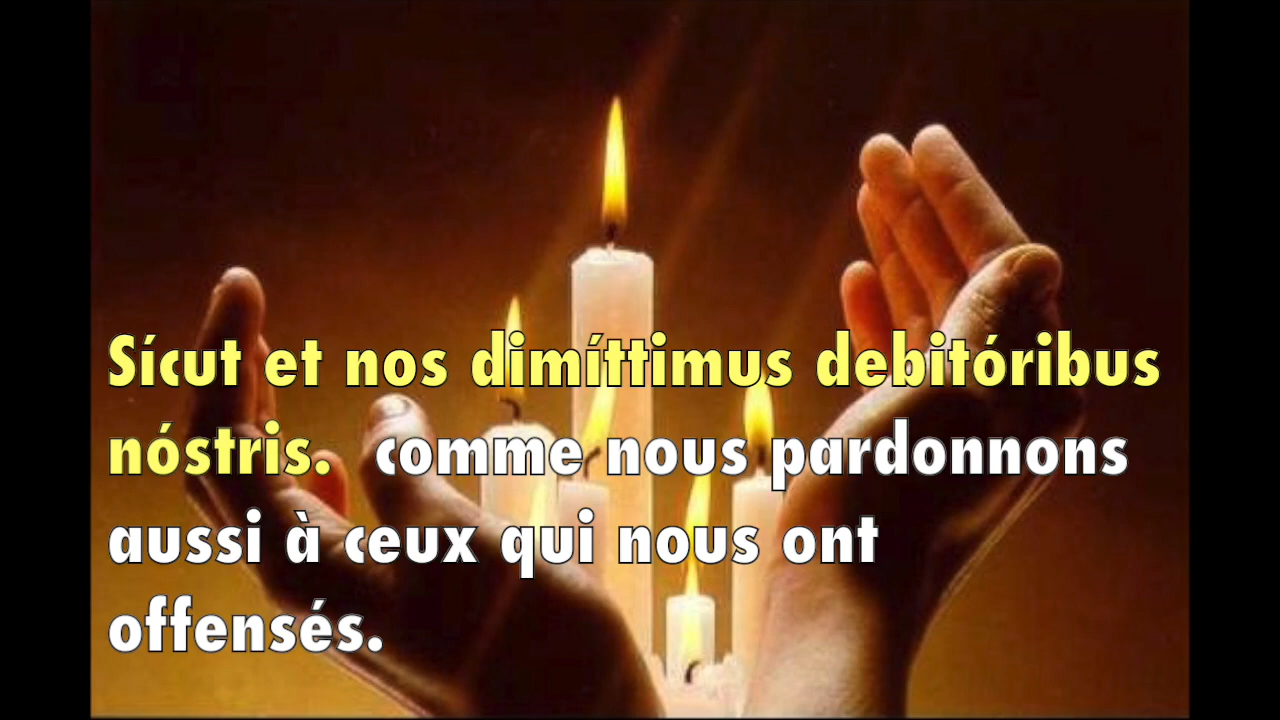 Sícut et nos dimíttimus debitóribus
nóstris. comme nous pardonnons
aussi à ceux qui nous ont
offensés.